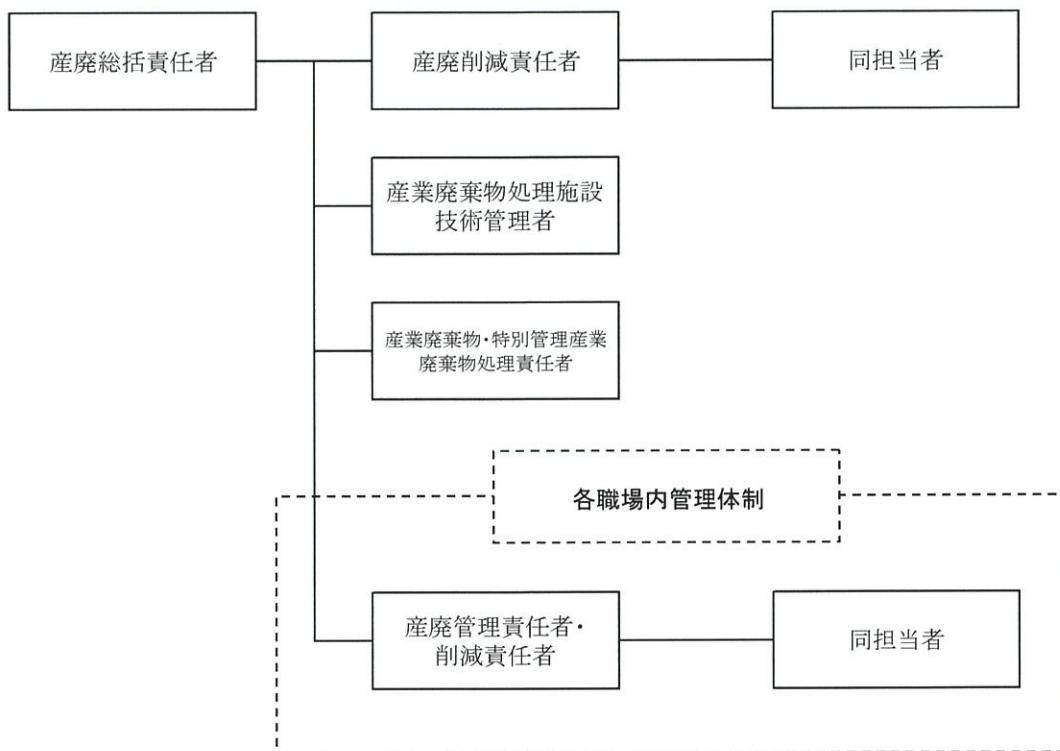 産廃総括責任者
産廃削減責任者
同担当者
産業廃棄物処理施設
技術管理者
産業廃棄物・特別管理産業
廃棄物処理責任者
各職場内管理体制
産廃管理責任者・
削減責任者
同担当者